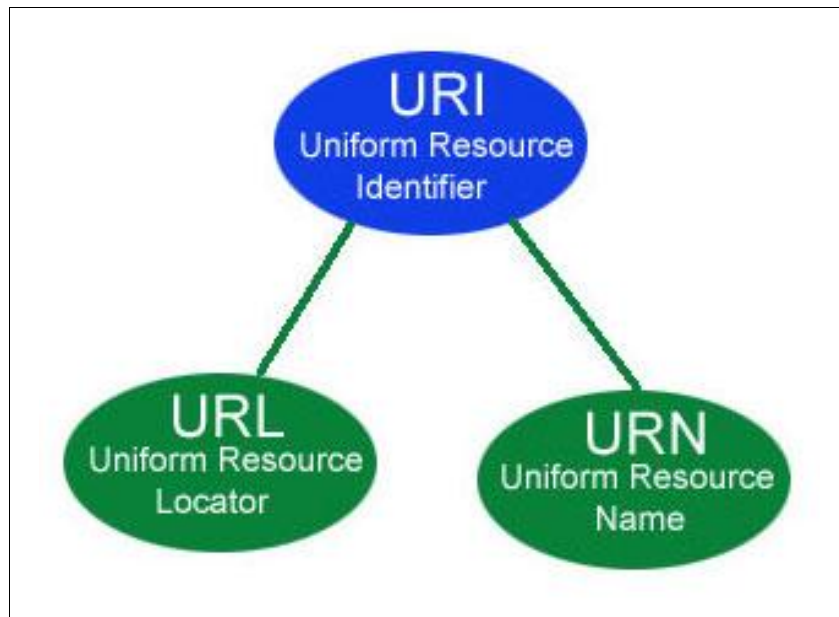 URI
Uniform Resource
Identifier
URL
Uniform Resource
Locator
URN
Uniform Resource
Name